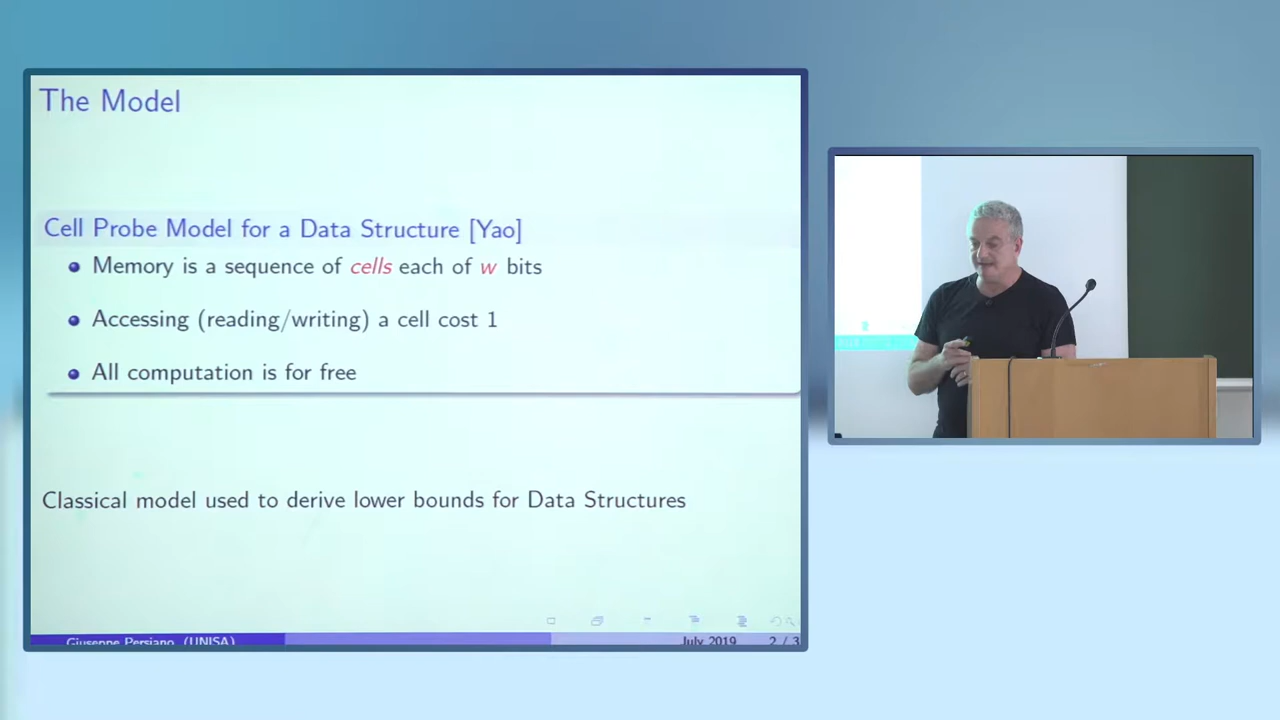 The Model
Cell Probe Model for a Data Structure [Yao]
Memory is a sequence of cells each of w bits
Accessing (reading/writing) a cell cost 1
All computation is for free
Classical model used to derive lower bounds for Data Structures
Giuseppe Persiano (UNISA)
July 2019
2 / 3